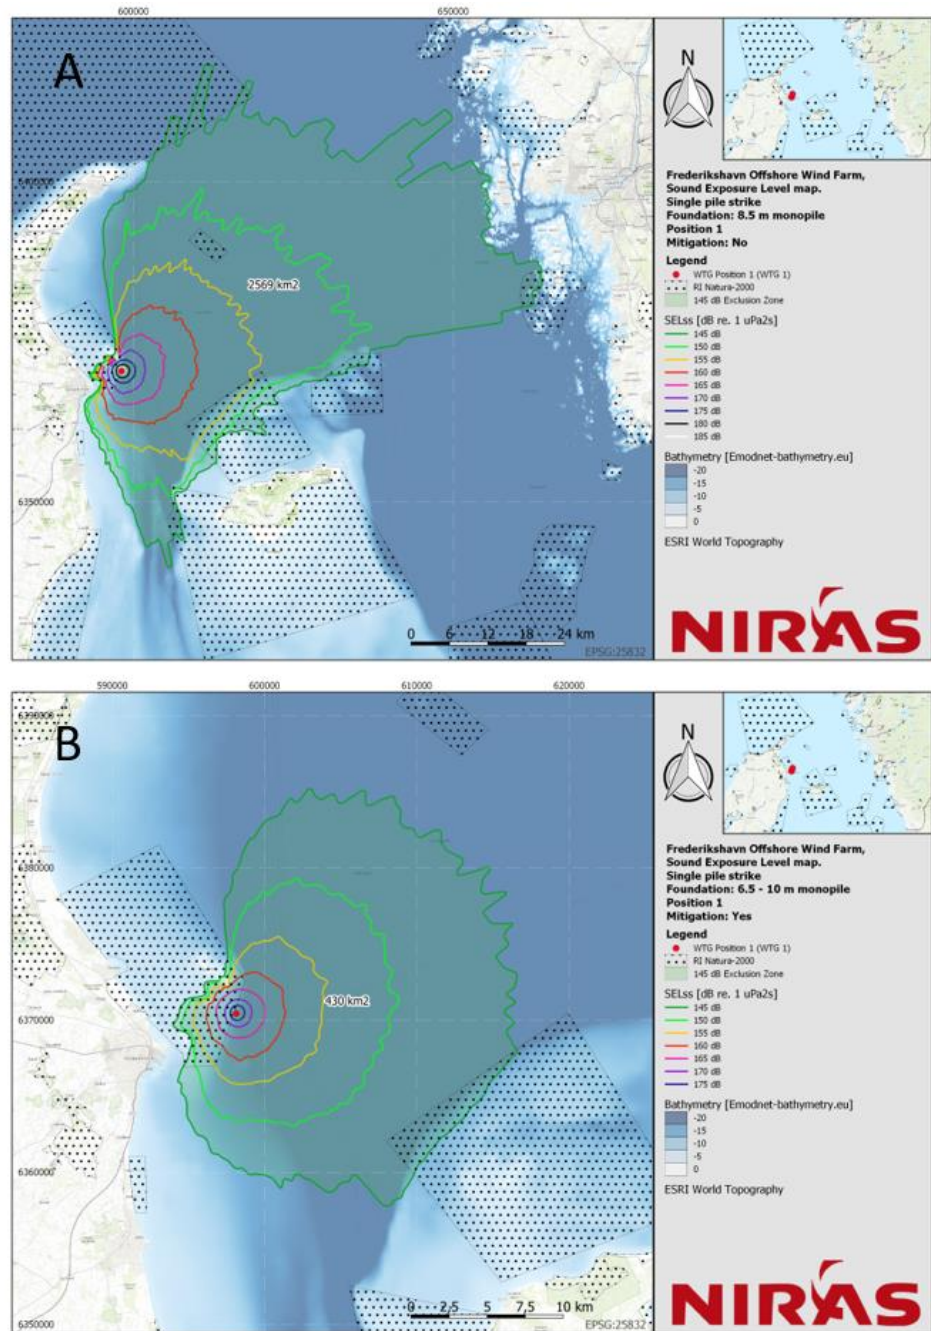 600000
650000
A
N
Frederikshavn Offshore Wind Farm,
Sound Exposure Level map.
Single pile strike
Foundation: 8.5 m monopile
Position 1
Mitigation: No
Legend
WTG Position 1 (WTG 1)
RI Natura-2000
145 dB Exclusion Zone
SELss [dB re. 1 uPa2s]
145 dB
150 dB
155 dB
160 dB
165 dB
170 dB
175 dB
180 dB
185 dB
Bathymetry [Emodnet-bathymetry.eu]
-20
-15
-10
-5
0
ESRI World Topography
NIRAS
6400000
2569 km2
6350000
0 6 12 18 24 km
EPSG:25832
590000
600000
610000
620000
B
N
Frederikshavn Offshore Wind Farm,
Sound Exposure Level map.
Single pile strike
Foundation: 6.5 - 10 m monopile
Position 1
Mitigation: Yes
Legend
WTG Position 1 (WTG 1)
RI Natura-2000
145 dB Exclusion Zone
SELss [dB re. 1 uPa2s]
145 dB
150 dB
155 dB
160 dB
165 dB
170 dB
175 dB
Bathymetry [Emodnet-bathymetry.eu]
-20
-15
-10
-5
0
ESRI World Topography
NIRAS
6390000
6380000
430 km2
6370000
6360000
6350000
0 2,5 5 7,5 10 km
EPSG:25832